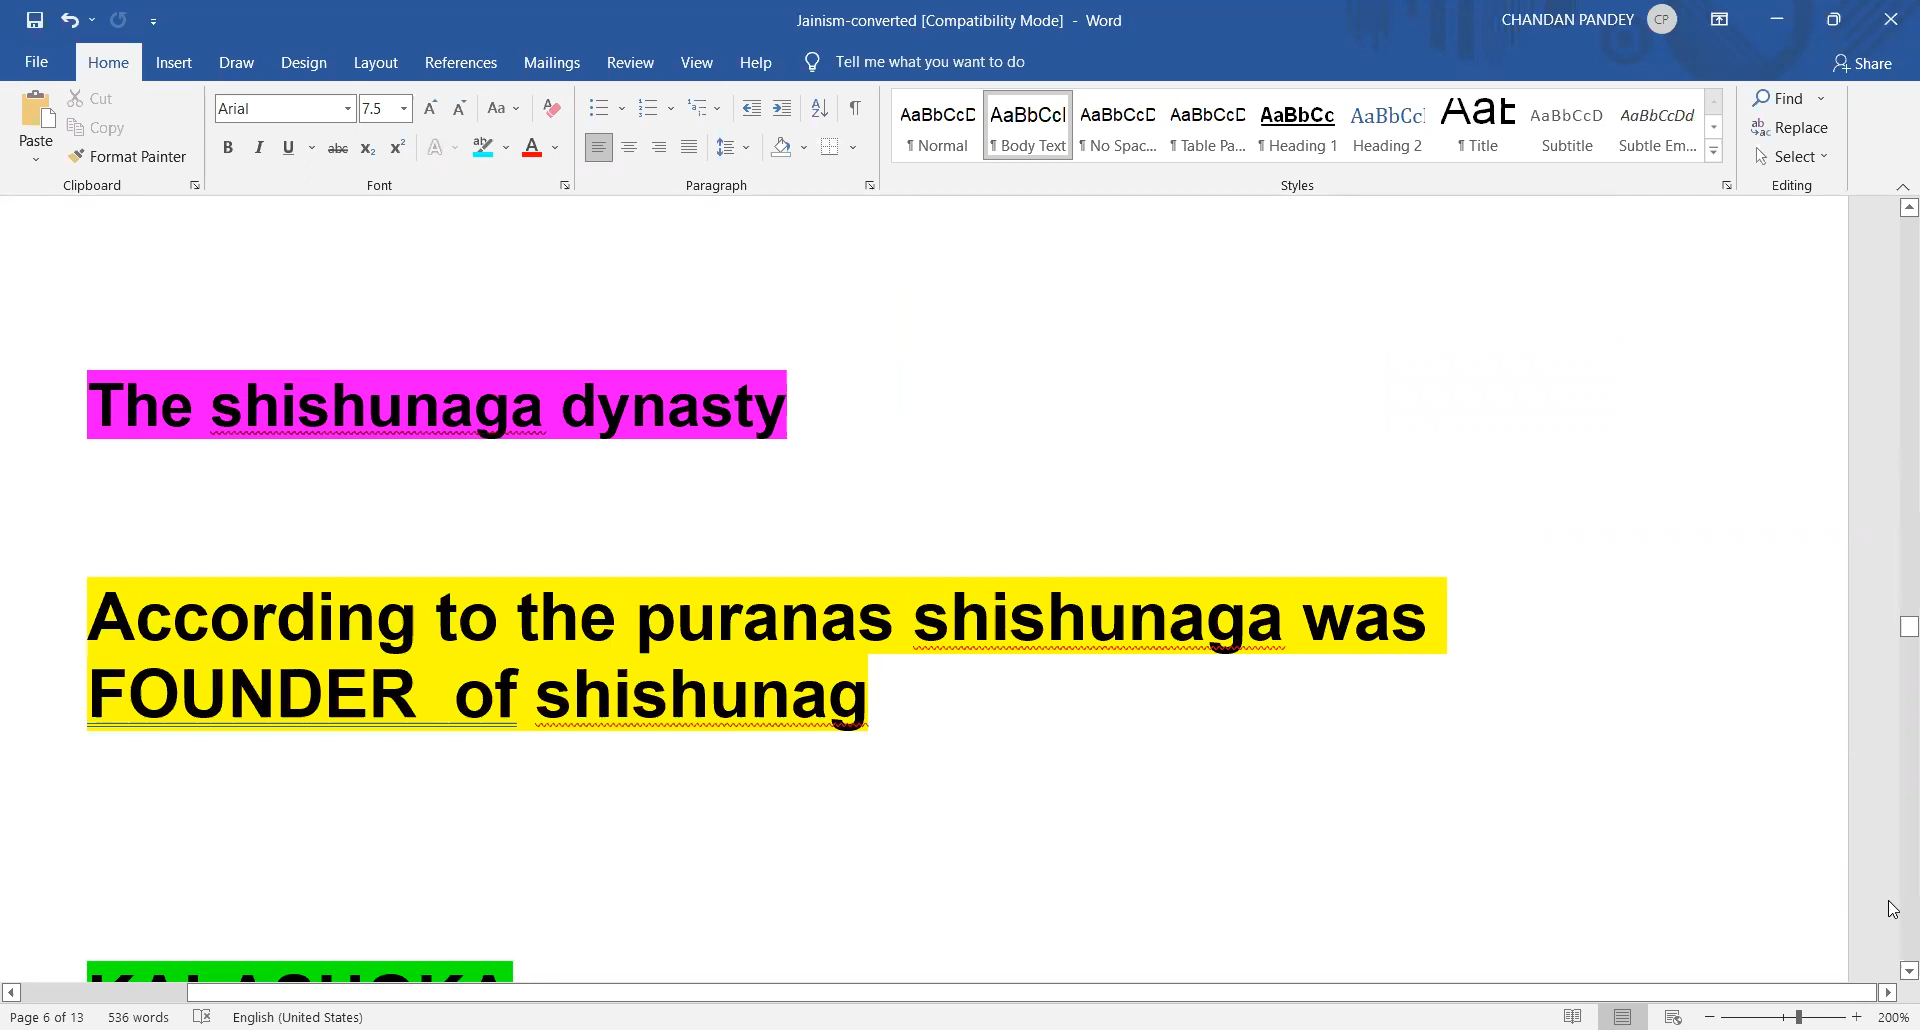 Jainism-converted [Compatibility Mode] - Word
CHANDAN PANDEY CP
File Home Insert Draw Design Layout References Mailings Review View Help Tell me what you want to do Share
Paste
Cut
Copy
Format Painter
Clipboard
Arial 7.5
Font
Paragraph
AaBbCcD AaBbCcI AaBbCcD AaBbCcD AaBbCc AaBbCc AaB AaBbCcD AaBbCcDd
¶ Normal ¶ Body Text ¶ No Spac... ¶ Table Pa... ¶ Heading 1 Heading 2 ¶ Title Subtitle Subtle Em...
Styles
Find
Replace
Select
Editing
The shishunaga dynasty
According to the puranas shishunaga was
FOUNDER of shishunag
KALASHOKA
Page 6 of 13 536 words English (United States) 200%